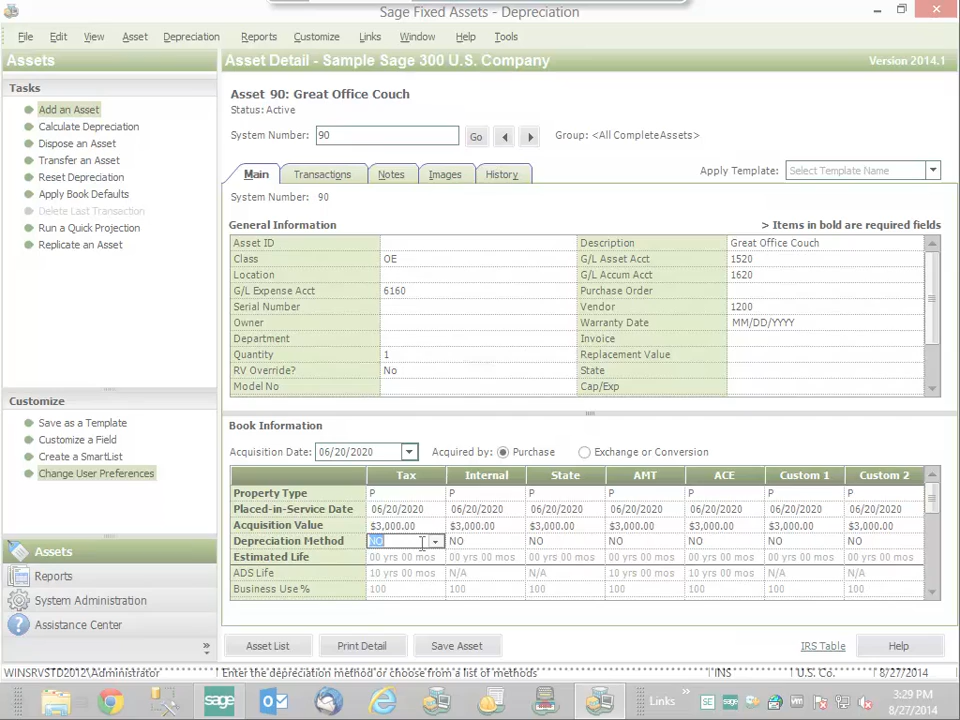 Sage Fixed Assets - Depreciation
File Edit View Asset Depreciation Reports Customize Links Window Help Tools
Assets
Asset Detail - Sample Sage 300 U.S. Company Version 2014.1
Tasks
Add an Asset
Calculate Depreciation
Dispose an Asset
Transfer an Asset
Reset Depreciation
Apply Book Defaults
Delete Last Transaction
Run a Quick Projection
Replicate an Asset
Customize
Save as a Template
Customize a Field
Create a SmartList
Change User Preferences
Assets
Reports
System Administration
Assistance Center
»
Asset 90: Great Office Couch
Status: Active
System Number: 90 Go Group: <All CompleteAssets>
Main Transactions Notes Images History Apply Template: Select Template Name
System Number: 90
General Information > Items in bold are required fields
Asset ID Description Great Office Couch
Class OE G/L Asset Acct 1520
Location G/L Accum Acct 1620
G/L Expense Acct 6160 Purchase Order
Serial Number Vendor 1200
Owner Warranty Date MM/DD/YYYY
Department Invoice
Quantity 1 Replacement Value
RV Override? No State
Model No Cap/Exp
Book Information
Acquisition Date: 06/20/2020 Acquired by: Purchase Exchange or Conversion
Tax Internal State AMT ACE Custom 1 Custom 2
Property Type P P P P P P P
Placed-in-Service Date 06/20/2020 06/20/2020 06/20/2020 06/20/2020 06/20/2020 06/20/2020 06/20/2020
Acquisition Value $3,000.00 $3,000.00 $3,000.00 $3,000.00 $3,000.00 $3,000.00 $3,000.00
Depreciation Method NO NO NO NO NO NO NO
Estimated Life 00 yrs 00 mos 00 yrs 00 mos 00 yrs 00 mos 00 yrs 00 mos 00 yrs 00 mos 00 yrs 00 mos 00 yrs 00 mos
ADS Life 10 yrs 00 mos N/A N/A 10 yrs 00 mos 10 yrs 00 mos N/A N/A
Business Use % 100 100 100 100 100 100 100
Asset List Print Detail Save Asset IRS Table Help
WINSRVSTD2012\Administrator Enter the depreciation method or choose from a list of methods INS U.S. Co. 8/27/2014
sage Links » SE sage vm 3:29 PM
8/27/2014